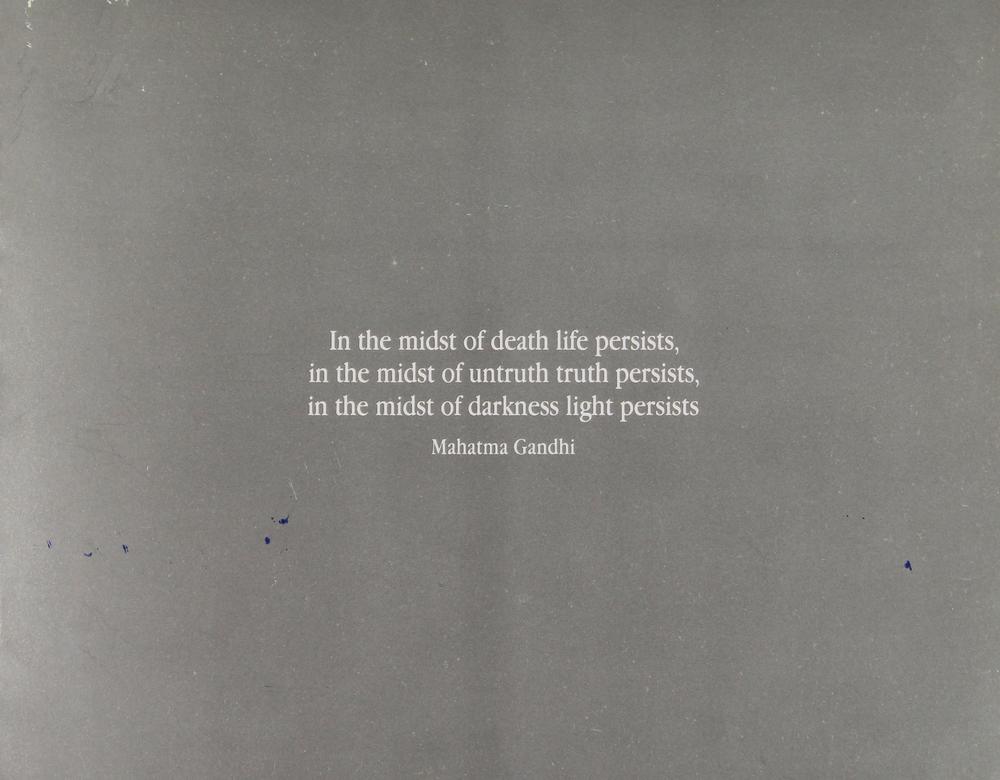 In the midst of death life persists,
in the midst of untruth truth persists,
in the midst of darkness light persists
Mahatma Gandhi